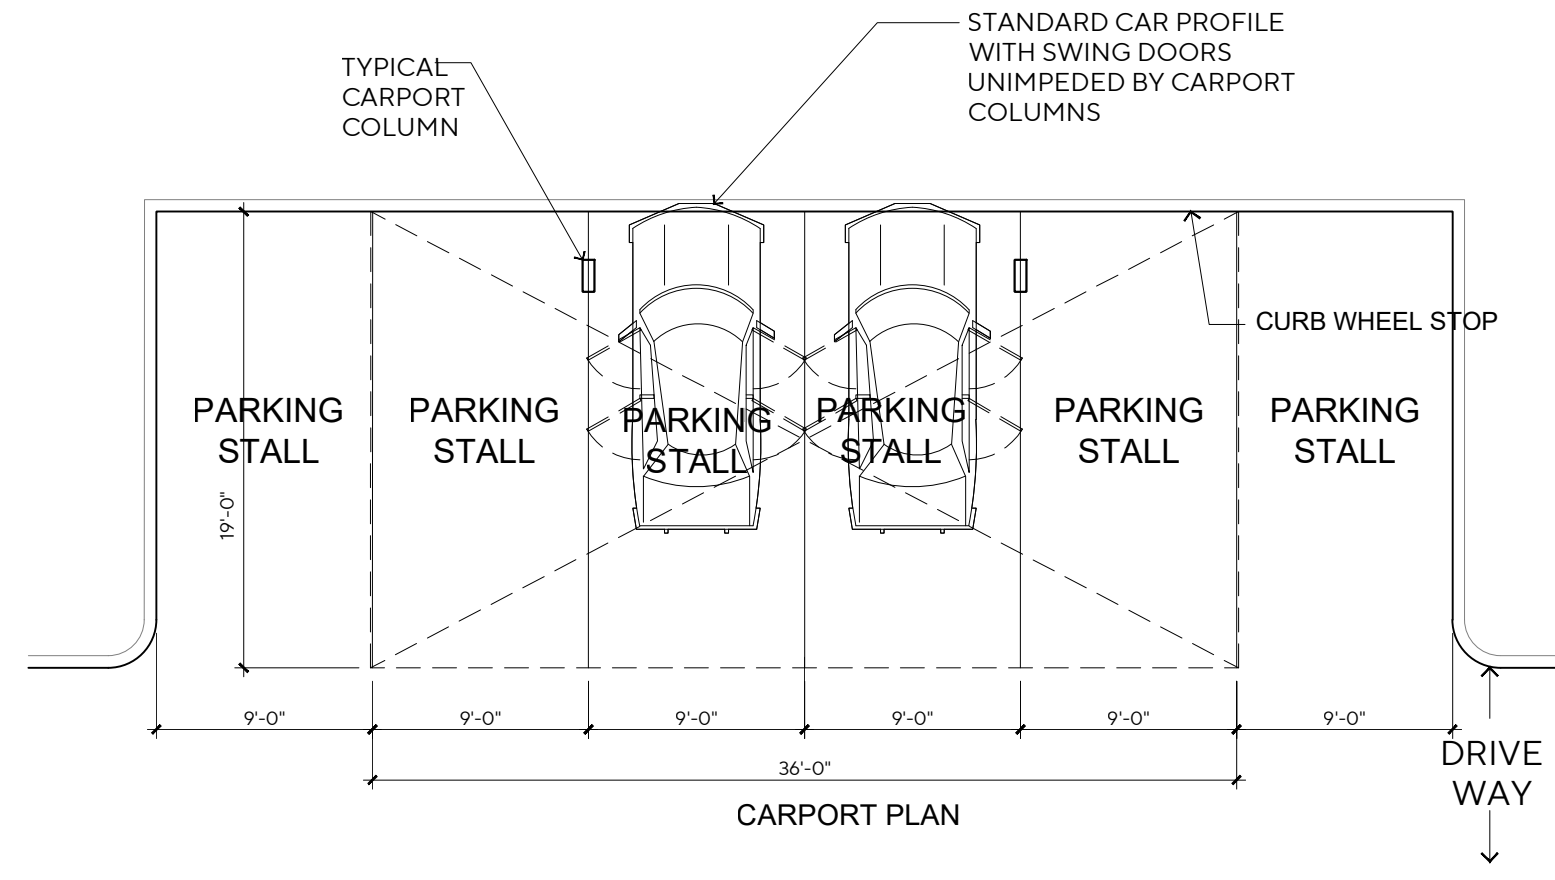 STANDARD CAR PROFILE
WITH SWING DOORS
UNIMPEDED BY CARPORT
COLUMNS
TYPICAL
CARPORT
COLUMN
CURB WHEEL STOP
PARKING
STALL
PARKING
STALL
PARKING
STALL
PARKING
STALL
PARKING
STALL
PARKING
STALL
19'-0"
9'-0"
9'-0"
9'-0"
9'-0"
9'-0"
9'-0"
36'-0"
DRIVE
WAY
CARPORT PLAN